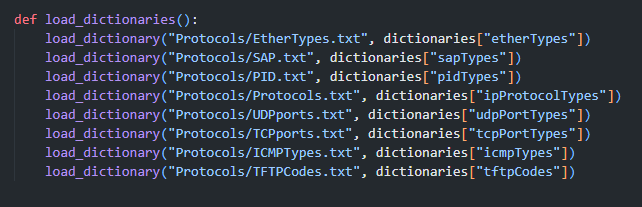 def load_dictionaries():
    load_dictionary("Protocols/EtherTypes.txt", dictionaries["etherTypes"])
    load_dictionary("Protocols/SAP.txt", dictionaries["sapTypes"])
    load_dictionary("Protocols/PID.txt", dictionaries["pidTypes"])
    load_dictionary("Protocols/Protocols.txt", dictionaries["ipProtocolTypes"])
    load_dictionary("Protocols/UDPports.txt", dictionaries["udpPortTypes"])
    load_dictionary("Protocols/TCPports.txt", dictionaries["tcpPortTypes"])
    load_dictionary("Protocols/ICMPTypes.txt", dictionaries["icmpTypes"])
    load_dictionary("Protocols/TFTPCodes.txt", dictionaries["tftpCodes"])